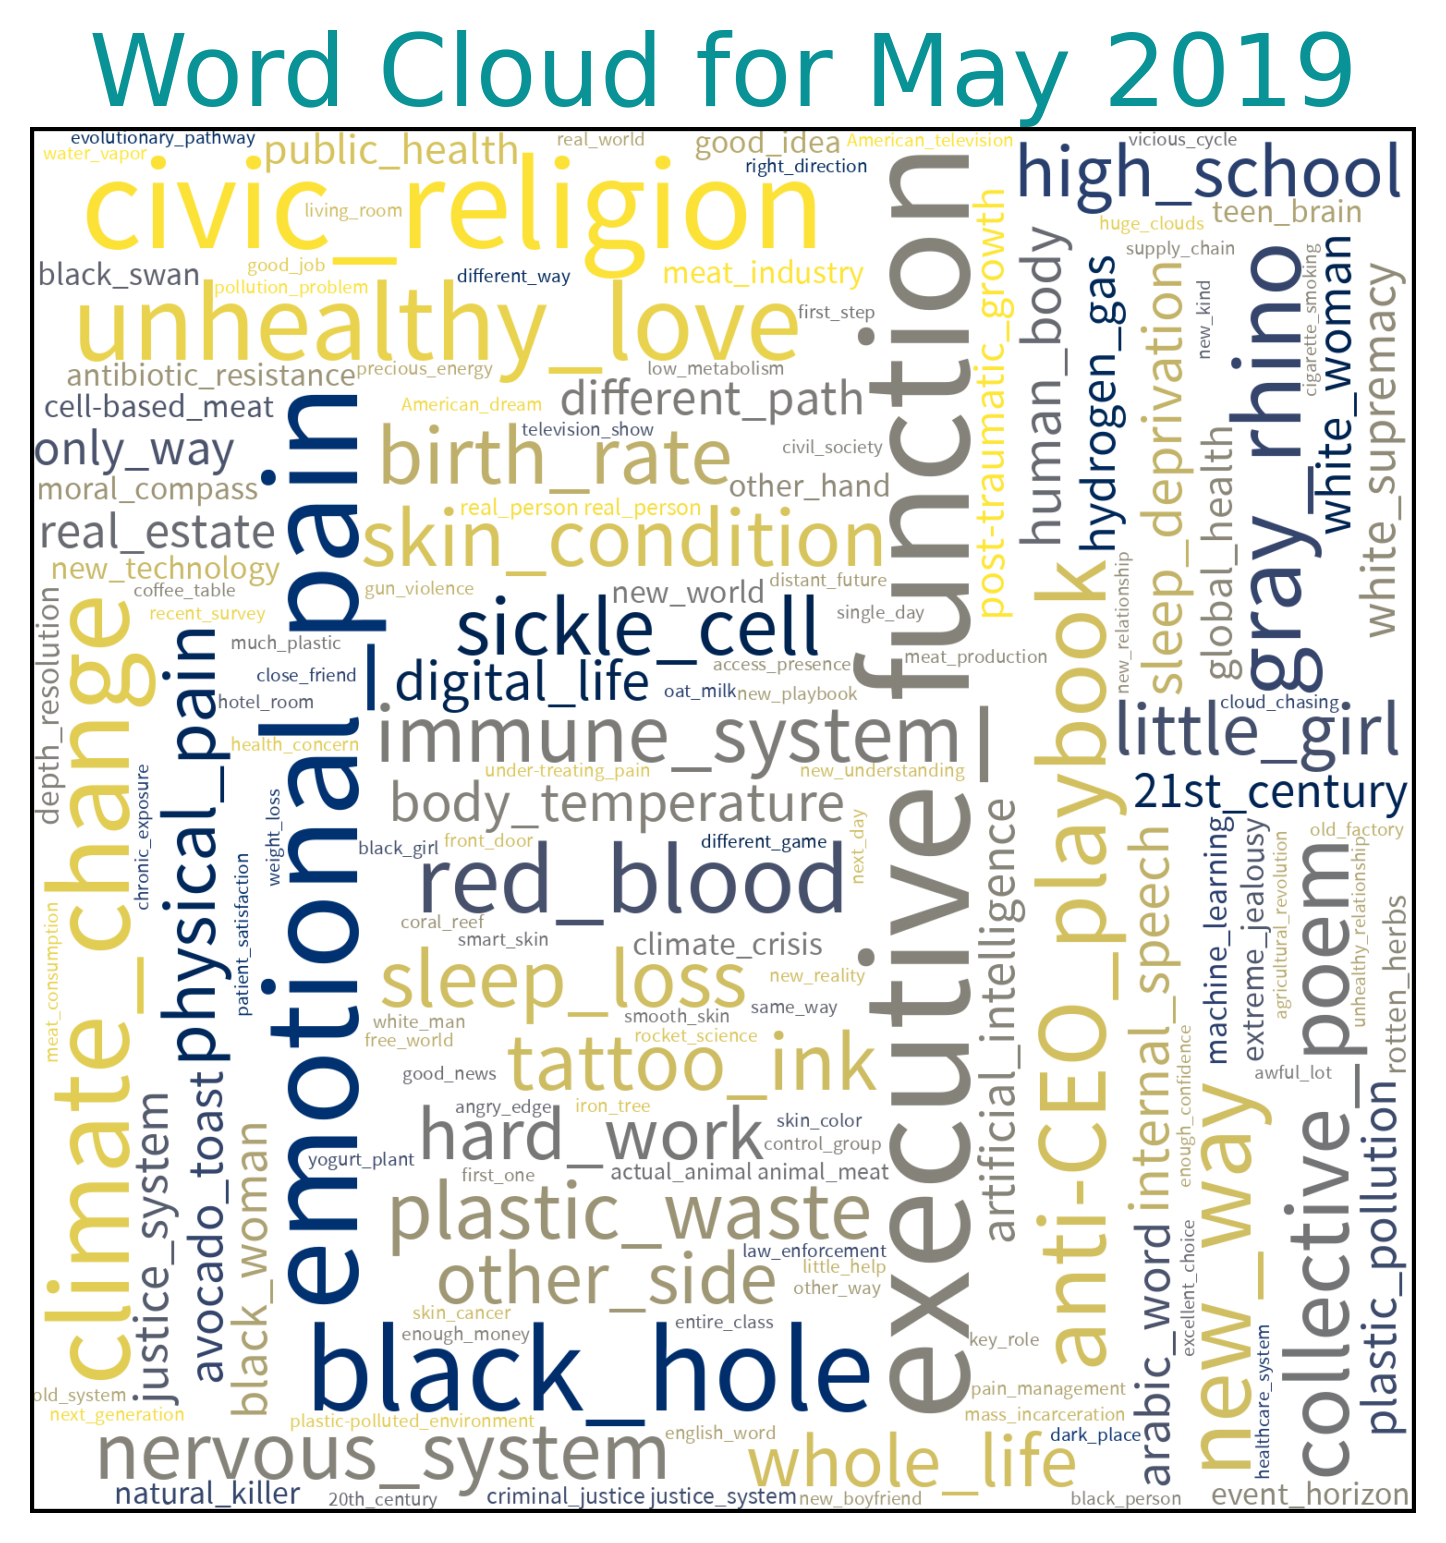 Word Cloud for May 2019
evolutionary_pathway
real_world
American_television
vicious_cycle
water_vapor
public_health
good_idea
right_direction
high_school
civic_religion
living_room
teen_brain
huge_clouds
black_swan
good_job
different_way
meat_industry
supply_chain
pollution_problem
unhealthy_love
first_step
antibiotic_resistance
precious_energy
low_metabolism
cell-based_meat
American_dream
different_path
only_way
television_show
birth_rate
civil_society
moral_compass
other_hand
real_person real_person
real_estate
skin_condition
new_technology
coffee_table
gun_violence
new_world
distant_future
recent_survey
sickle_cell
single_day
much_plastic
close_friend
digital_life
access_presence
meat_production
oat_milk
new_playbook
hotel_room
immune_system
health_concern
under-treating_pain
new_understanding
body_temperature
black_girl
front_door
different_game
red_blood
coral_reef
smart_skin
climate_crisis
sleep_loss
new_reality
white_man
smooth_skin
same_way
free_world
rocket_science
good_news
tattoo_ink
angry_edge
iron_tree
skin_color
hard_work
control_group
yogurt_plant
first_one
actual_animal animal_meat
plastic_waste
law_enforcement
other_side
little_help
other_way
skin_cancer
enough_money
entire_class
black_hole
key_role
old_system
next_generation
pain_management
plastic-polluted_environment
mass_incarceration
nervous_system
english_word
dark_place
whole_life
natural_killer
20th_century
criminal_justice justice_system
new_boyfriend
black_person
event_horizon
depth_resolution
climate_change
meat_consumption
chronic_exposure
physical_pain
justice_system
avocado_toast
patient_satisfaction
black_woman
weight_loss
emotional_pain
next_day
executive_function
post-traumatic_growth
artificial_intelligence
human_body
anti-CEO_playbook
hydrogen_gas
new_relationship
sleep_deprivation
internal_speech
arabic_word
new_kind
global_health
enough_confidence
excellent_choice
gray_rhino
cigarette_smoking
white_woman
white_supremacy
cloud_chasing
little_girl
21st_century
old_factory
machine_learning
extreme_jealousy
agricultural_revolution
collective_poem
unhealthy_relationship
rotten_herbs
awful_lot
new_way
healthcare_system
plastic_pollution